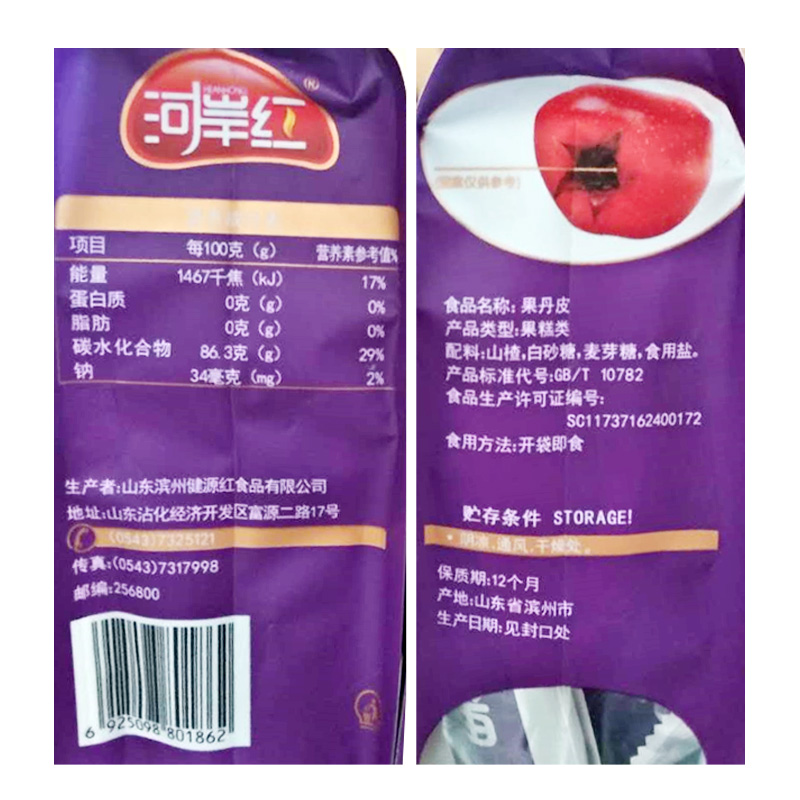 HEANHONG
河岸红®
项目 每100克（g） 营养素参考值%
能量 1467千焦（kJ） 17%
蛋白质 0克（g） 0%
脂肪 0克（g） 0%
碳水化合物 86.3克（g） 29%
钠 34毫克（mg） 2%
生产者:山东滨州健源红食品有限公司
地址:山东沾化经济开发区富源二路17号
(0543)7325121
传真:(0543)7317998
邮编:256800
6 925098 801862
(图案仅供参考)
食品名称: 果丹皮
产品类型:果糕类
配料:山楂,白砂糖,麦芽糖,食用盐。
产品标准代号:GB/T 10782
食品生产许可证编号:
SC11737162400172
食用方法:开袋即食
贮存条件 STORAGE!
· 阴凉,通风,干燥处。
保质期:12个月
产地:山东省滨州市
生产日期:见封口处